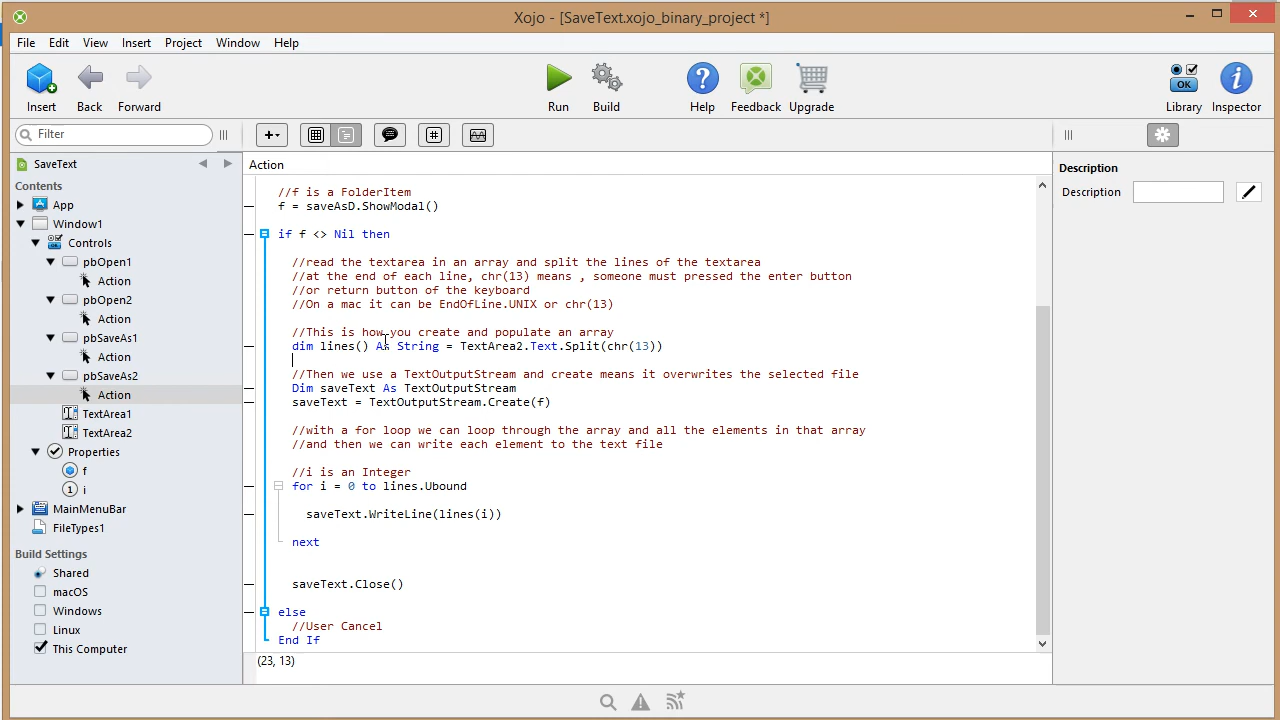 Xojo - [SaveText.xojo_binary_project *]
File Edit View Insert Project Window Help
Insert Back Forward Run Build Help Feedback Upgrade OK Library Inspector
Filter
SaveText
Contents
App
Window1
Controls
pbOpen1
Action
pbOpen2
Action
pbSaveAs1
Action
pbSaveAs2
Action
TextArea1
TextArea2
Properties
f
i
MainMenuBar
FileTypes1
Build Settings
Shared
macOS
Windows
Linux
This Computer
Action
//f is a FolderItem
f = saveAsD.ShowModal()
if f <> Nil then
//read the textarea in an array and split the lines of the textarea
//at the end of each line, chr(13) means , someone must pressed the enter button
//or return button of the keyboard
//On a mac it can be EndOfLine.UNIX or chr(13)
//This is how you create and populate an array
dim lines() As String = TextArea2.Text.Split(chr(13))
//Then we use a TextOutputStream and create means it overwrites the selected file
Dim saveText As TextOutputStream
saveText = TextOutputStream.Create(f)
//with a for loop we can loop through the array and all the elements in that array
//and then we can write each element to the text file
//i is an Integer
for i = 0 to lines.Ubound
saveText.WriteLine(lines(i))
next
saveText.Close()
else
//User Cancel
End If
(23, 13)
Description
Description